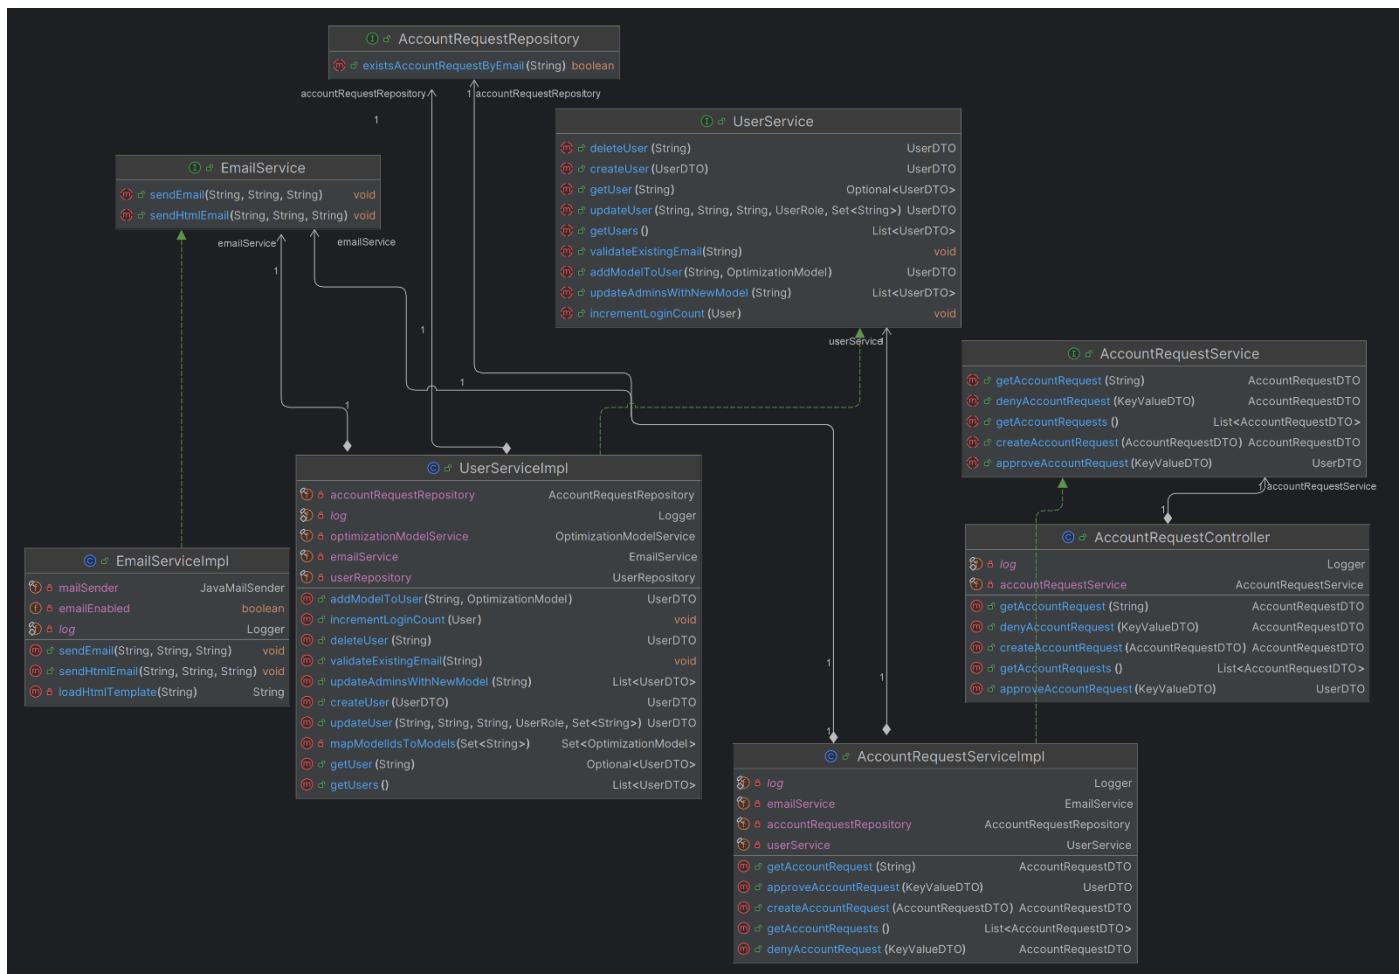 AccountRequestRepository
existsAccountRequestByEmail(String) boolean
accountRequestRepository
1 accountRequestRepository
1
UserService
deleteUser(String) UserDTO
createUser(UserDTO) UserDTO
getUser(String) Optional<UserDTO>
updateUser(String, String, String, UserRole, Set<String>) UserDTO
getUsers() List<UserDTO>
validateExistingEmail(String) void
addModelToUser(String, OptimizationModel) UserDTO
updateAdminsWithNewModel(String) List<UserDTO>
incrementLoginCount(User) void
EmailService
sendEmail(String, String, String) void
sendHtmlEmail(String, String, String) void
emailService
emailService
1
1
userService
1
1
1
AccountRequestService
getAccountRequest(String) AccountRequestDTO
denyAccountRequest(KeyValueDTO) AccountRequestDTO
getAccountRequests() List<AccountRequestDTO>
createAccountRequest(AccountRequestDTO) AccountRequestDTO
approveAccountRequest(KeyValueDTO) UserDTO
1
accountRequestService
1
UserServiceImpl
accountRequestRepository AccountRequestRepository
log Logger
optimizationModelService OptimizationModelService
emailService EmailService
userRepository UserRepository
addModelToUser(String, OptimizationModel) UserDTO
incrementLoginCount(User) void
deleteUser(String) UserDTO
validateExistingEmail(String) void
updateAdminsWithNewModel(String) List<UserDTO>
createUser(UserDTO) UserDTO
updateUser(String, String, String, UserRole, Set<String>) UserDTO
mapModelIdsToModels(Set<String>) Set<OptimizationModel>
getUser(String) Optional<UserDTO>
getUsers() List<UserDTO>
EmailServiceImpl
mailSender JavaMailSender
emailEnabled boolean
log Logger
sendEmail(String, String, String) void
sendHtmlEmail(String, String, String) void
loadHtmlTemplate(String) String
AccountRequestController
log Logger
accountRequestService AccountRequestService
getAccountRequest(String) AccountRequestDTO
denyAccountRequest(KeyValueDTO) AccountRequestDTO
createAccountRequest(AccountRequestDTO) AccountRequestDTO
getAccountRequests() List<AccountRequestDTO>
approveAccountRequest(KeyValueDTO) UserDTO
1
1
1
AccountRequestServiceImpl
log Logger
emailService EmailService
accountRequestRepository AccountRequestRepository
userService UserService
getAccountRequest(String) AccountRequestDTO
approveAccountRequest(KeyValueDTO) UserDTO
createAccountRequest(AccountRequestDTO) AccountRequestDTO
getAccountRequests() List<AccountRequestDTO>
denyAccountRequest(KeyValueDTO) AccountRequestDTO